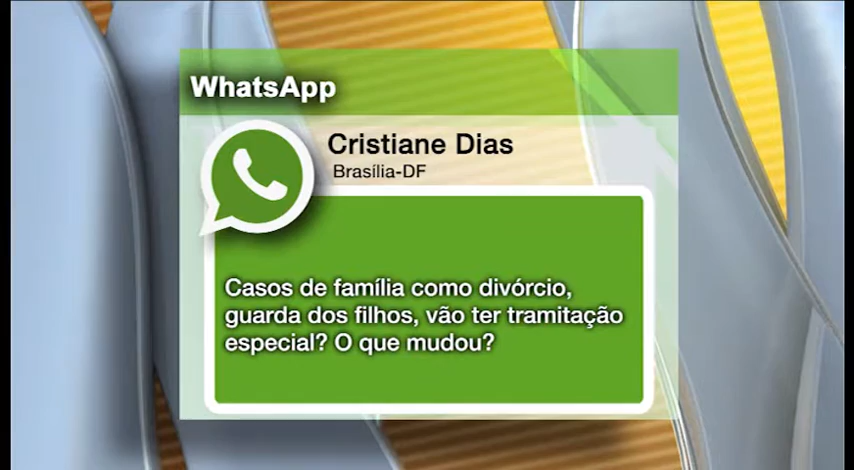 WhatsApp
Cristiane Dias
Brasília-DF
Casos de família como divórcio,
guarda dos filhos, vão ter tramitação
especial? O que mudou?